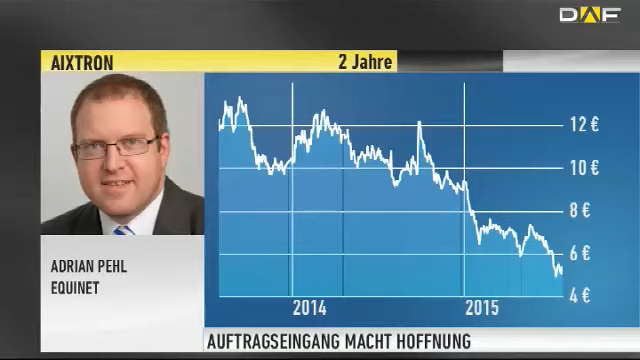 DAF
AIXTRON 2 Jahre
12 €
10 €
8 €
6 €
4 €
2014 2015
ADRIAN PEHL
EQUINET
AUFTRAGSEINGANG MACHT HOFFNUNG